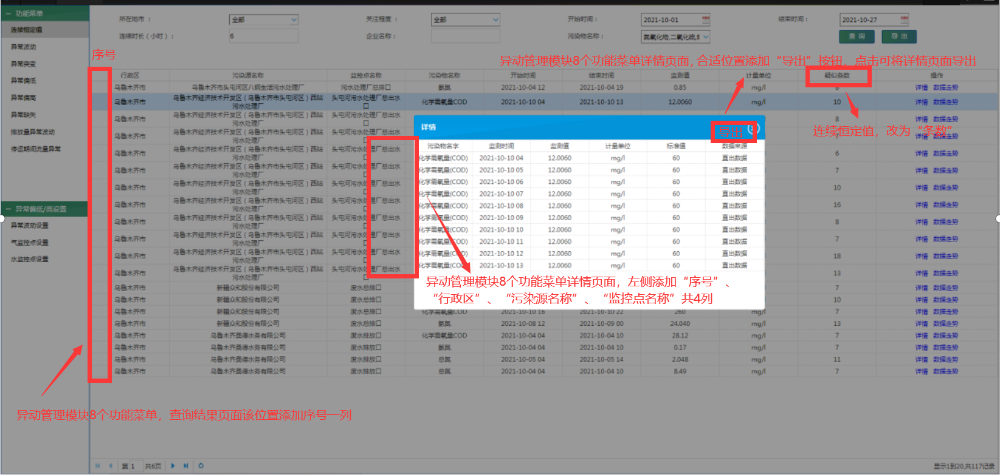 功能菜单
连续恒定值
异常波动
异常突变
异常偏低
异常偏高
异常缺失
排放量异常波动
停运期间流量异常
异常偏低/高设置
异常波动设置
气监控点设置
水监控点设置
所在地市： 全部 关注程度： 全部 开始时间： 2021-10-01 结束时间： 2021-10-27
连续时长（小时）： 6 企业名称： 污染物名称： 氮氧化物,二氧化硫, 查 询 导 出
序号
异动管理模块8个功能菜单详情页面，合适位置添加“导出”按钮，点击可将详情页面导出
行政区 污染源名称 监控点名称 污染物名称 开始时间 结束时间 监测值 计量单位 疑似条数 操作
乌鲁木齐市 乌鲁木齐市头屯河区八钢生活污水处理厂 污水处理厂总排口 氨氮 2021-10-04 12 2021-10-04 19 0.85 mg/l 8 详情 数据走势
乌鲁木齐市 乌鲁木齐经济技术开发区（乌鲁木齐市头屯河区）西站污水处理厂 头屯河污水处理厂总出水口 化学需氧量COD 2021-10-10 04 2021-10-10 13 12.0060 mg/l 10 详情 数据走势
乌鲁木齐市 乌鲁木齐经济技术开发区（乌鲁木齐市头屯河区）西站污水处理厂 头屯河污水处理厂总出水口 8 详情 数据走势
乌鲁木齐市 乌鲁木齐经济技术开发区（乌鲁木齐市头屯河区）西站污水处理厂 头屯河污水处理厂总出水口 7 详情 数据走势
乌鲁木齐市 乌鲁木齐经济技术开发区（乌鲁木齐市头屯河区）西站污水处理厂 头屯河污水处理厂总出水口 6 详情 数据走势
乌鲁木齐市 乌鲁木齐经济技术开发区（乌鲁木齐市头屯河区）西站污水处理厂 头屯河污水处理厂总出水口 7 详情 数据走势
乌鲁木齐市 乌鲁木齐经济技术开发区（乌鲁木齐市头屯河区）西站污水处理厂 头屯河污水处理厂总出水口 10 详情 数据走势
乌鲁木齐市 乌鲁木齐经济技术开发区（乌鲁木齐市头屯河区）西站污水处理厂 头屯河污水处理厂总出水口 16 详情 数据走势
乌鲁木齐市 乌鲁木齐经济技术开发区（乌鲁木齐市头屯河区）西站污水处理厂 头屯河污水处理厂总出水口 8 详情 数据走势
乌鲁木齐市 乌鲁木齐经济技术开发区（乌鲁木齐市头屯河区）西站污水处理厂 头屯河污水处理厂总出水口 7 详情 数据走势
乌鲁木齐市 乌鲁木齐经济技术开发区（乌鲁木齐市头屯河区）西站污水处理厂 头屯河污水处理厂总出水口 18 详情 数据走势
乌鲁木齐市 乌鲁木齐经济技术开发区（乌鲁木齐市头屯河区）西站污水处理厂 头屯河污水处理厂总出水口 13 详情 数据走势
乌鲁木齐市 新疆众和股份有限公司 废水总排口 7 详情 数据走势
乌鲁木齐市 新疆众和股份有限公司 废水总排口 10 详情 数据走势
乌鲁木齐市 新疆众和股份有限公司 废水总排口 化学需氧量COD 2021-10-10 16 2021-10-10 22 260 mg/l 7 详情 数据走势
乌鲁木齐市 新疆众和股份有限公司 废水总排口 氨氮 2021-10-08 12 2021-10-09 00 24.040 mg/l 13 详情 数据走势
乌鲁木齐市 乌鲁木齐晟德水务有限公司 废水排放口 化学需氧量COD 2021-10-04 04 2021-10-04 10 28.12 mg/l 7 详情 数据走势
乌鲁木齐市 乌鲁木齐晟德水务有限公司 废水排放口 氨氮 2021-10-04 04 2021-10-04 10 0.17 mg/l 7 详情 数据走势
乌鲁木齐市 乌鲁木齐晟德水务有限公司 废水排放口 总氮 2021-10-05 04 2021-10-05 14 2.048 mg/l 11 详情 数据走势
乌鲁木齐市 乌鲁木齐晟德水务有限公司 废水排放口 总氮 2021-10-04 04 2021-10-04 10 8.49 mg/l 7 详情 数据走势
连续恒定值，改为“条数”
详情 导出
污染物名字 监测时间 监测值 计量单位 标准值 数据来源
化学需氧量(COD) 2021-10-10 04 12.0060 mg/l 60 直出数据
化学需氧量(COD) 2021-10-10 05 12.0060 mg/l 60 直出数据
化学需氧量(COD) 2021-10-10 06 12.0060 mg/l 60 直出数据
化学需氧量(COD) 2021-10-10 07 12.0060 mg/l 60 直出数据
化学需氧量(COD) 2021-10-10 08 12.0060 mg/l 60 直出数据
化学需氧量(COD) 2021-10-10 09 12.0060 mg/l 60 直出数据
化学需氧量(COD) 2021-10-10 10 12.0060 mg/l 60 直出数据
化学需氧量(COD) 2021-10-10 11 12.0060 mg/l 60 直出数据
化学需氧量(COD) 2021-10-10 12 12.0060 mg/l 60 直出数据
化学需氧量(COD) 2021-10-10 13 12.0060 mg/l 60 直出数据
异动管理模块8个功能菜单详情页面，左侧添加“序号”、
“行政区”、“污染源名称”、“监控点名称”共4列
异动管理模块8个功能菜单，查询结果页面该位置添加序号一列
第 1 共6页
显示1到20,共117记录